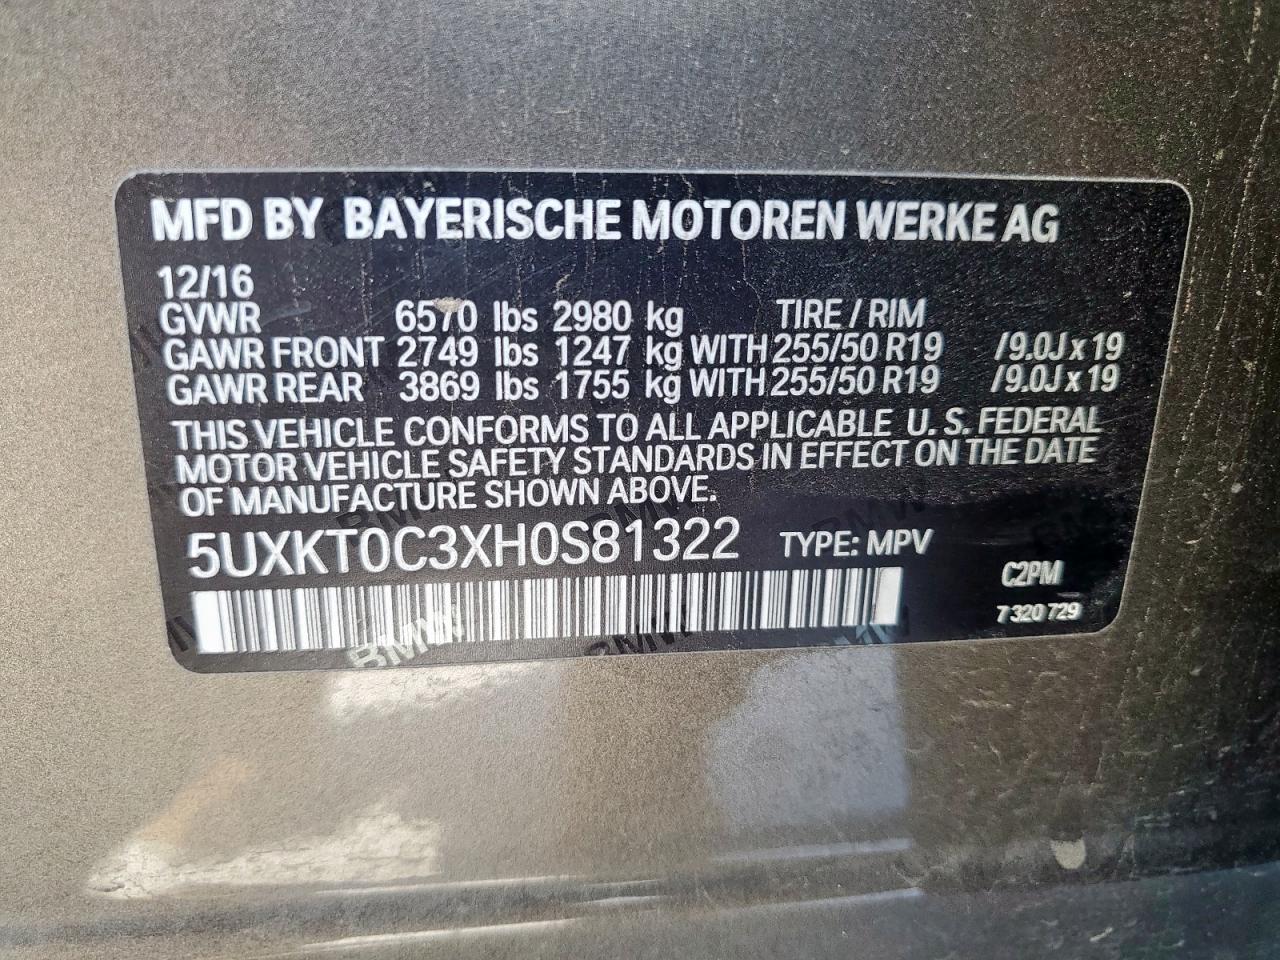 MFD BY BAYERISCHE MOTOREN WERKE AG
12/16
GVWR 6570 lbs 2980 kg TIRE / RIM
GAWR FRONT 2749 lbs 1247 kg WITH 255/50 R19 /9.0J x 19
GAWR REAR 3869 lbs 1755 kg WITH 255/50 R19 /9.0J x 19
THIS VEHICLE CONFORMS TO ALL APPLICABLE U. S. FEDERAL
MOTOR VEHICLE SAFETY STANDARDS IN EFFECT ON THE DATE
OF MANUFACTURE SHOWN ABOVE.
5UXKT0C3XH0S81322 TYPE: MPV
C2PM
7 320 729
BMW BMW